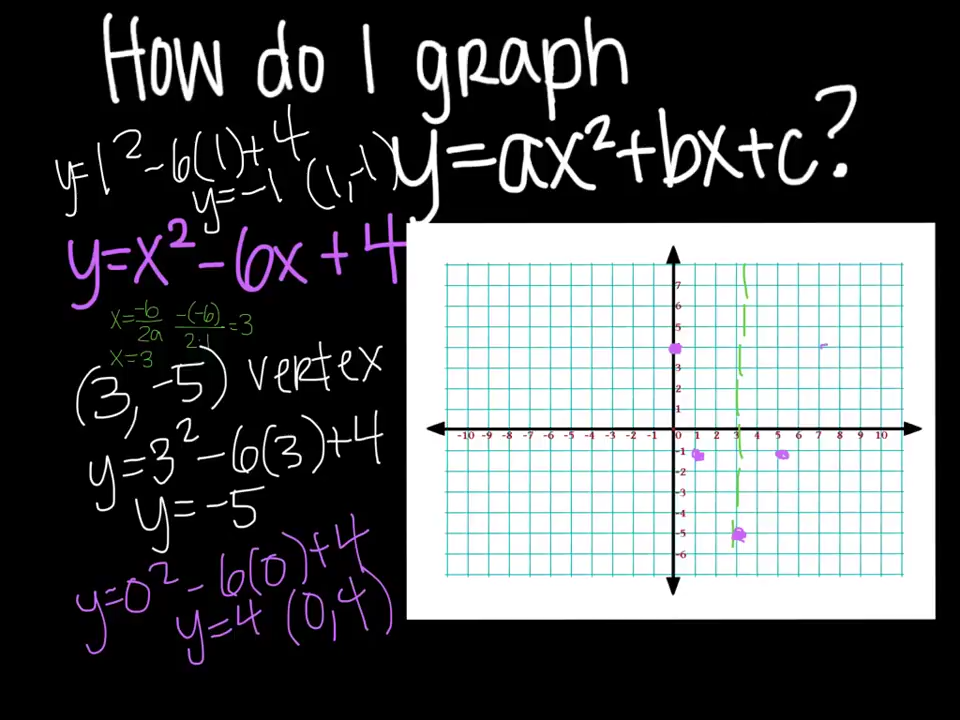 How do I graph
y=ax²+bx+c?
y=1²-6(1)+4
y=-1 (1,-1)
y=x²-6x+4
x=-b/2a -(-6)/2·1 =3
x=3
(3,-5) vertex
y=3²-6(3)+4
y=-5
y=0²-6(0)+4
y=4 (0,4)
7
6
5
3
2
1
-10 -9 -8 -7 -6 -5 -4 -3 -2 -1 0 1 2 3 4 5 6 7 8 9 10
-1
-2
-3
-4
-5
-6